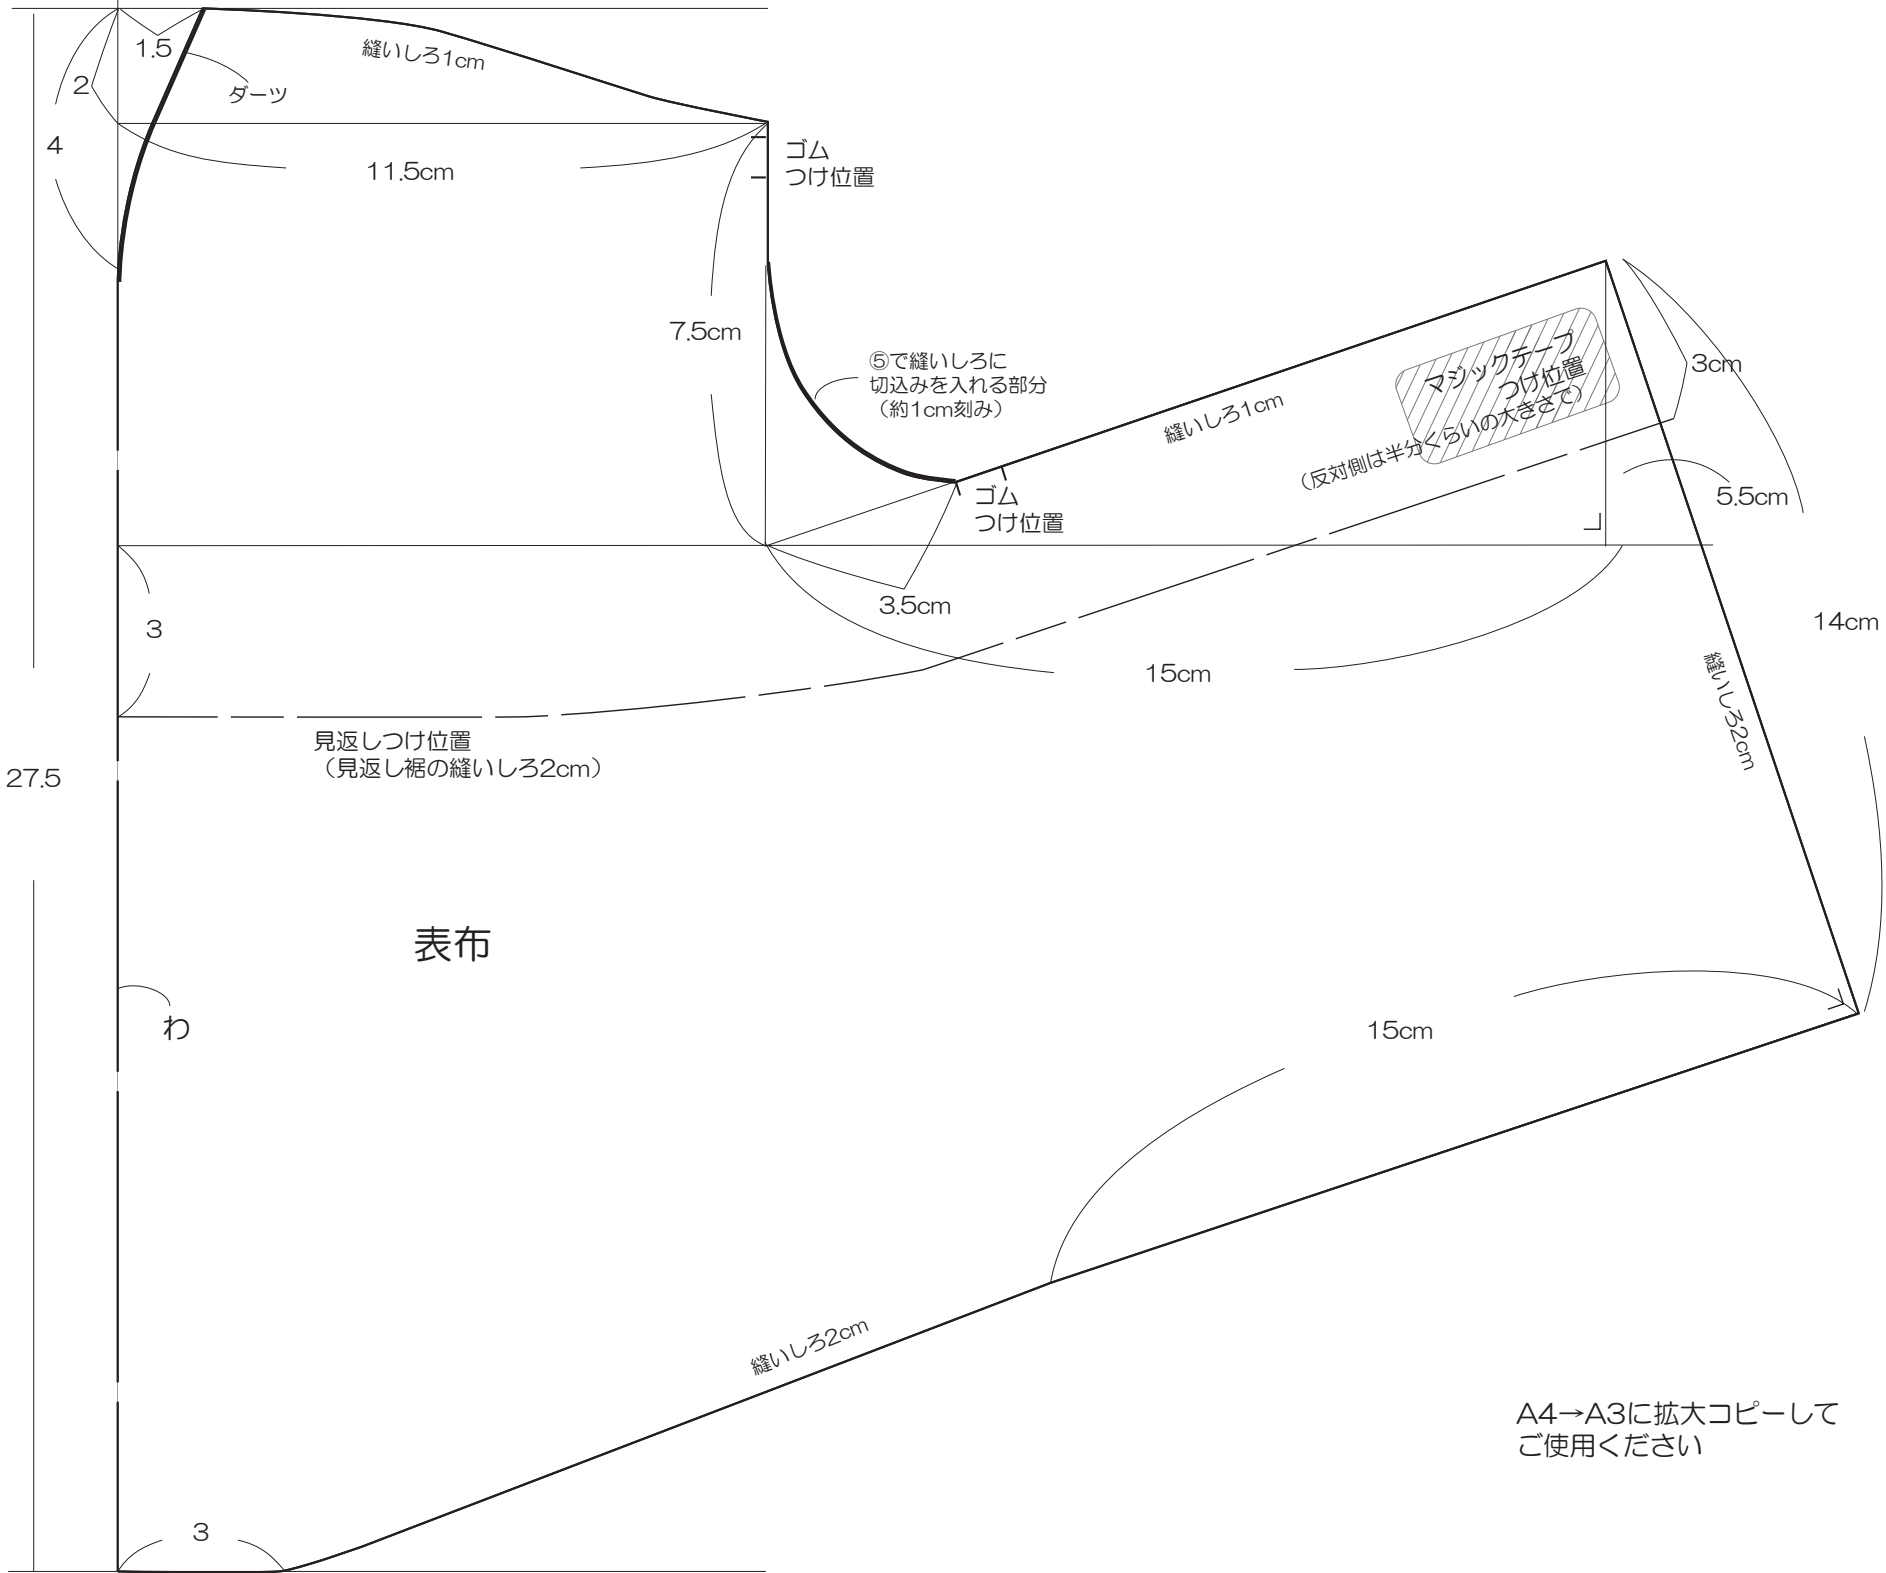 1.5
縫いしろ1cm
2
ダーツ
4
11.5cm
ゴム
つけ位置
7.5cm
⑤で縫いしろに
切込みを入れる部分
（約1cm刻み）
縫いしろ1cm
マジックテープ
つけ位置
（反対側は半分くらいの大きさで）
3cm
5.5cm
ゴム
つけ位置
3.5cm
3
15cm
14cm
縫いしろ2cm
見返しつけ位置
（見返し裾の縫いしろ2cm）
27.5
表布
わ
15cm
縫いしろ2cm
A4→A3に拡大コピーして
ご使用ください
3